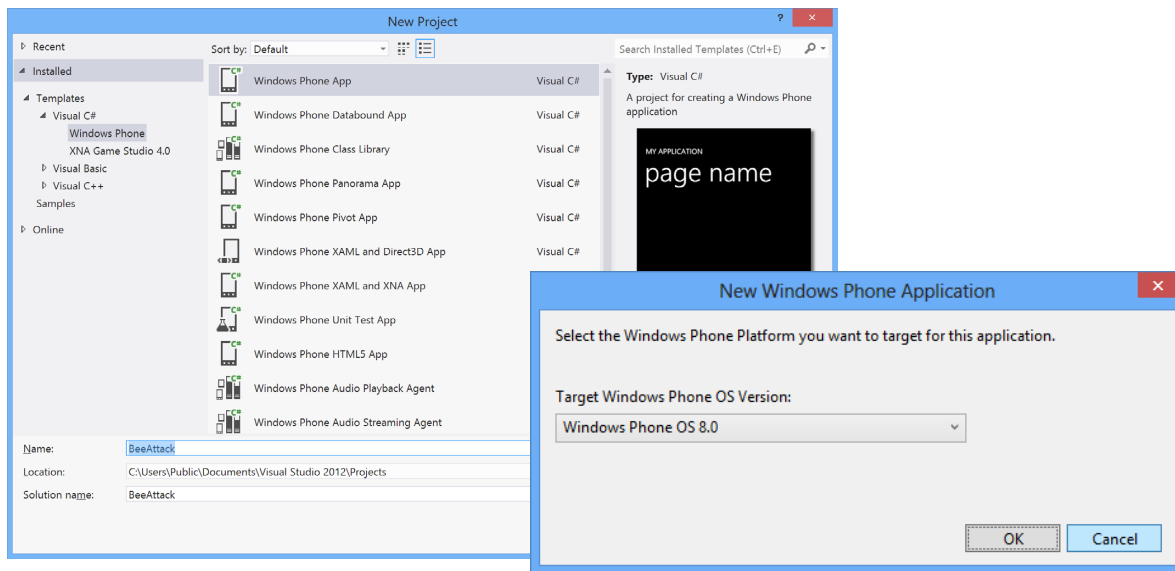 New Project
?
×
Recent
Installed
Templates
Visual C#
Windows Phone
XNA Game Studio 4.0
Visual Basic
Visual C++
Samples
Online
Sort by: Default
Windows Phone App Visual C#
Windows Phone Databound App Visual C#
Windows Phone Class Library Visual C#
Windows Phone Panorama App Visual C#
Windows Phone Pivot App Visual C#
Windows Phone XAML and Direct3D App Visual C#
Windows Phone XAML and XNA App
Windows Phone Unit Test App
Windows Phone HTML5 App
Windows Phone Audio Playback Agent
Windows Phone Audio Streaming Agent
Search Installed Templates (Ctrl+E)
Type: Visual C#
A project for creating a Windows Phone
application
MY APPLICATION
page name
Name: BeeAttack
Location: C:\Users\Public\Documents\Visual Studio 2012\Projects
Solution name: BeeAttack
New Windows Phone Application
×
Select the Windows Phone Platform you want to target for this application.
Target Windows Phone OS Version:
Windows Phone OS 8.0
OK Cancel